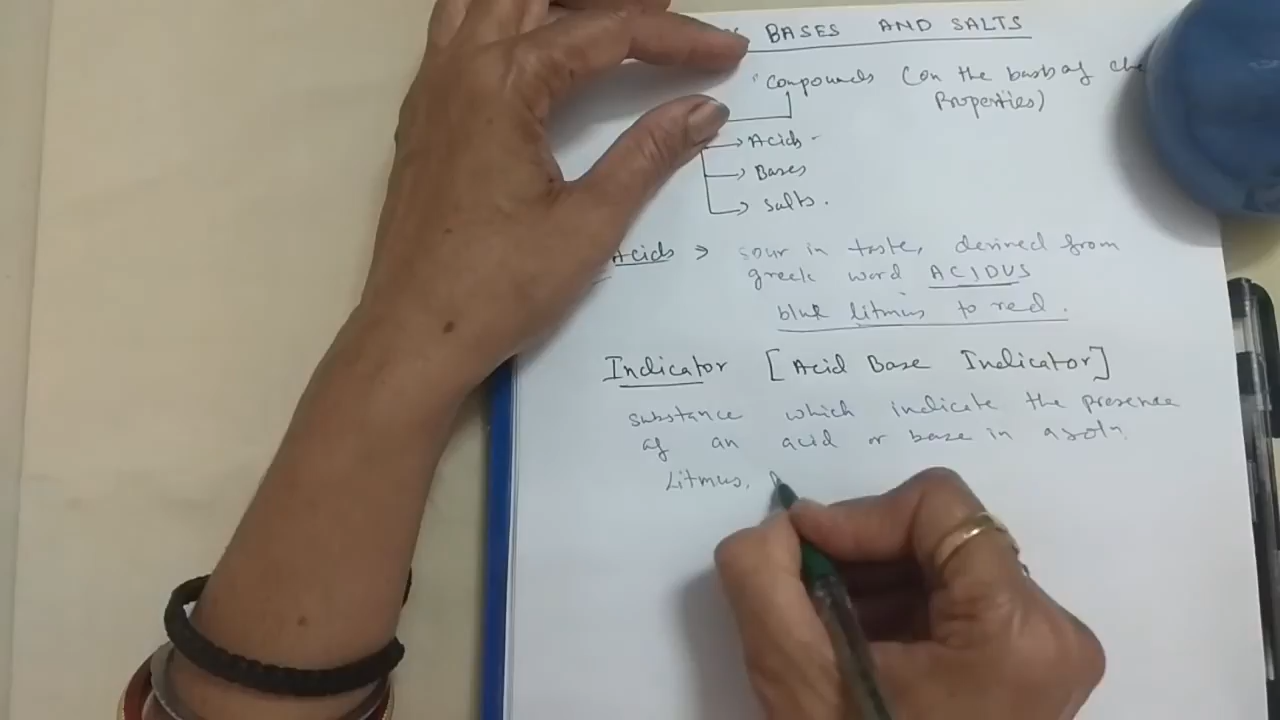 BASES AND SALTS
Compounds (on the basis of che
Properties)
Acids -
Bases
Salts.
Acids > sour in taste, derived from
greek word ACIDUS
blue litmus to red.
Indicator [Acid Base Indicator]
substance which indicate the presence
of an acid or base in a soln.
Litmus,